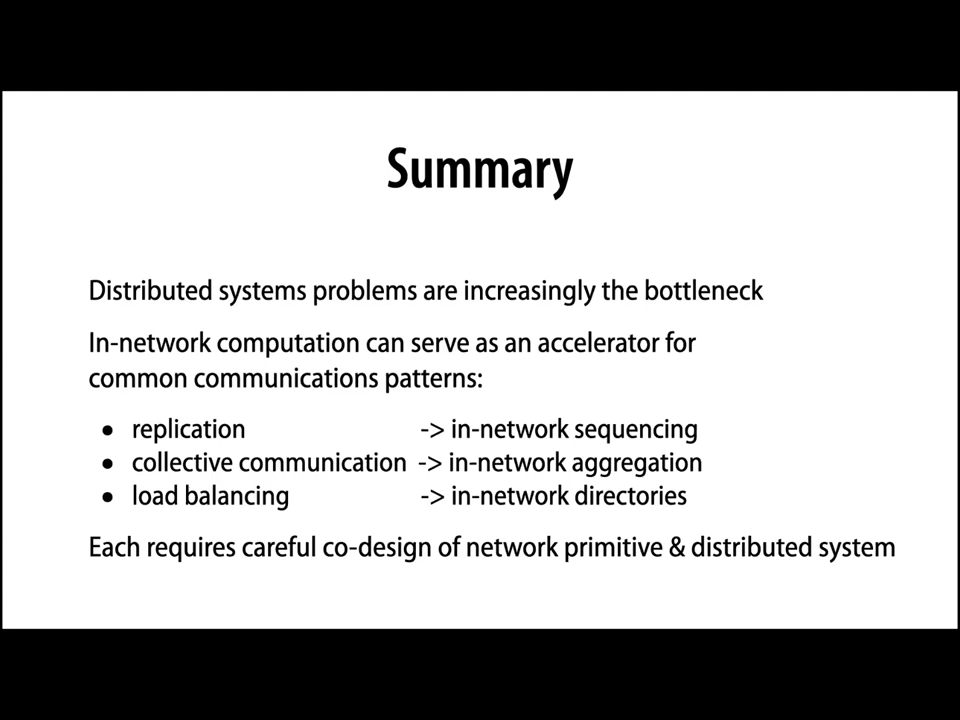 Summary
Distributed systems problems are increasingly the bottleneck
In-network computation can serve as an accelerator for
common communications patterns:
• replication -> in-network sequencing
• collective communication -> in-network aggregation
• load balancing -> in-network directories
Each requires careful co-design of network primitive & distributed system